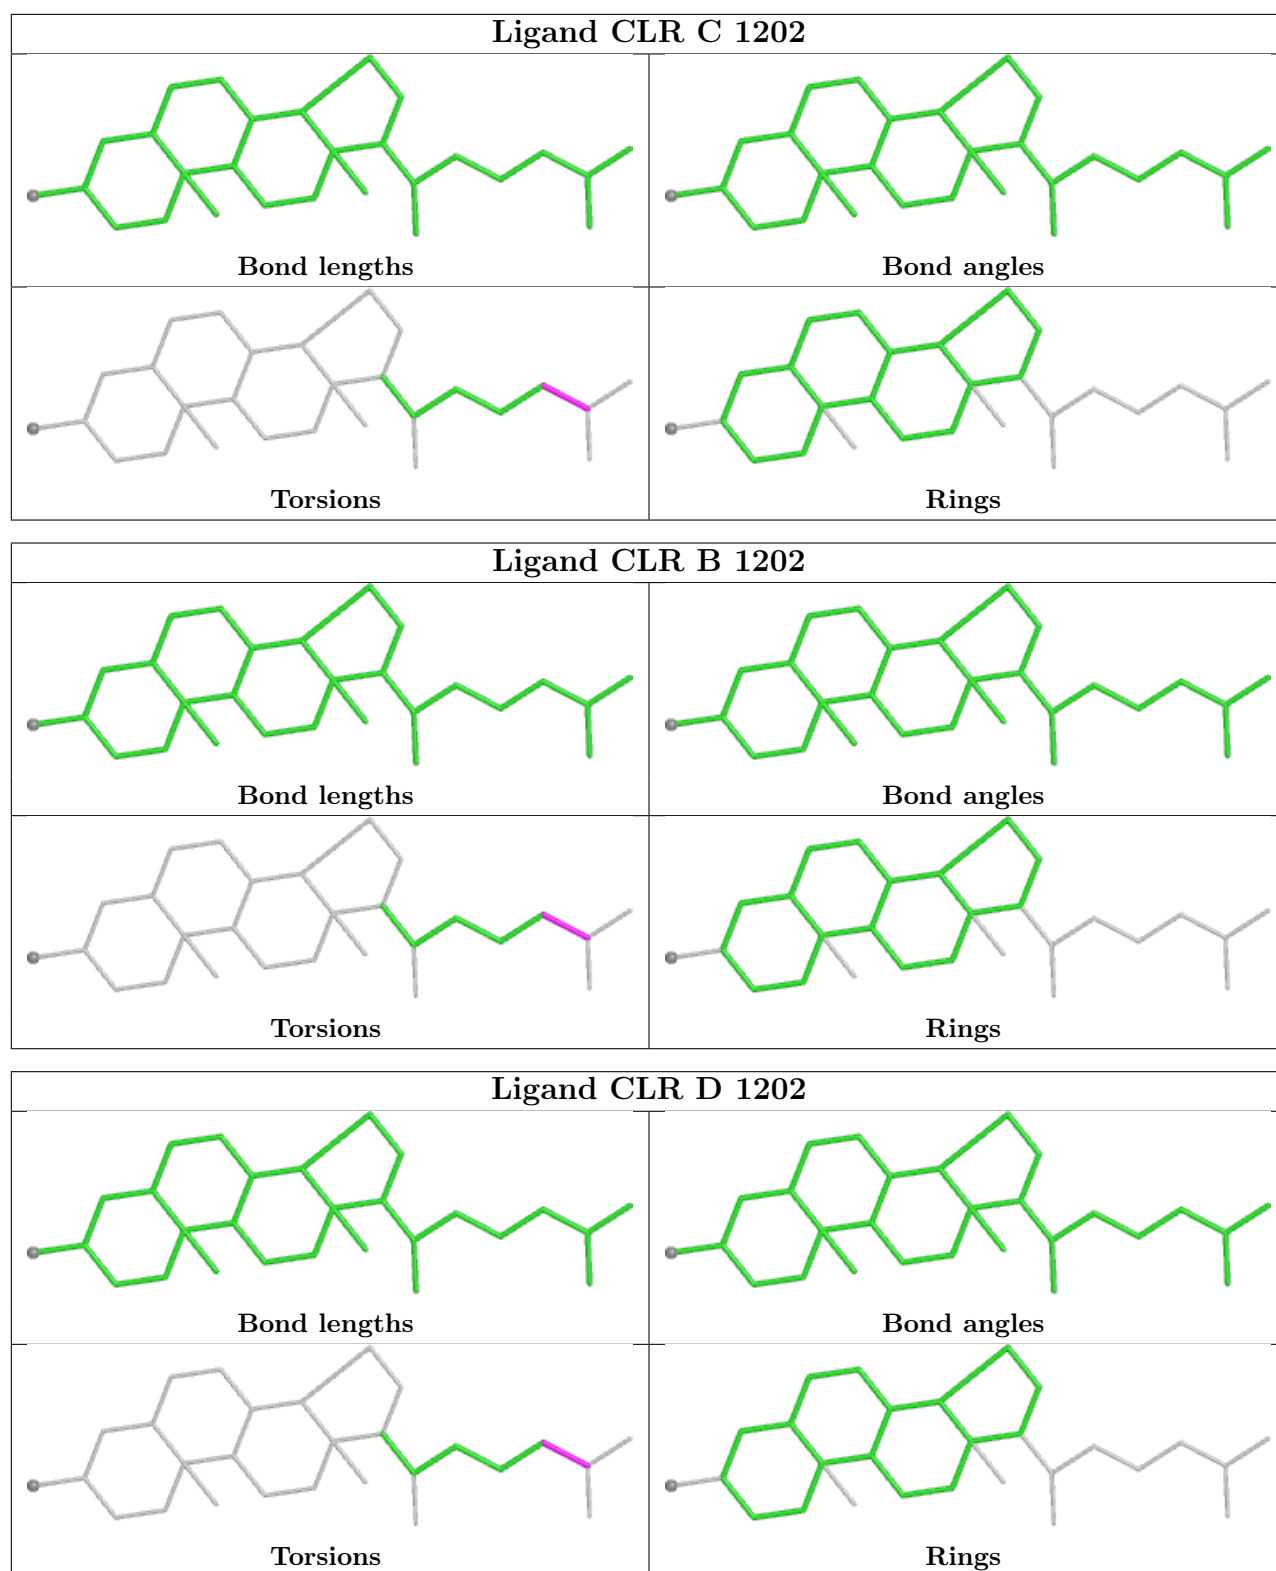 Ligand CLR C 1202
Bond lengths
Bond angles
Torsions
Rings
Ligand CLR B 1202
Bond lengths
Bond angles
Torsions
Rings
Ligand CLR D 1202
Bond lengths
Bond angles
Torsions
Rings